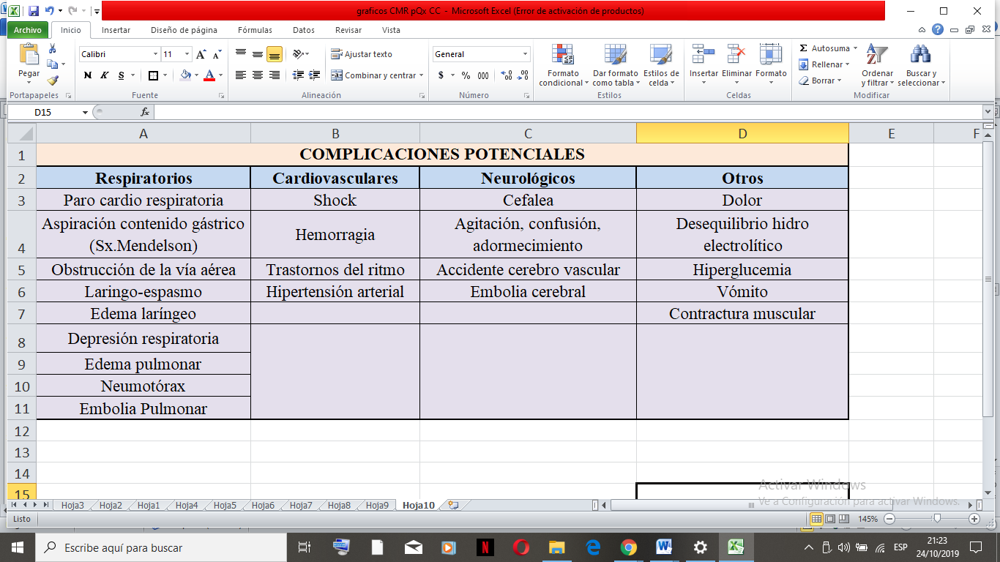 graficos CMR pQx CC - Microsoft Excel (Error de activación de productos)
Archivo Inicio Insertar Diseño de página Fórmulas Datos Revisar Vista
Pegar
Portapapeles
Calibri 11
N K S
Fuente
Ajustar texto
Combinar y centrar
Alineación
General
$ % 000
Número
Formato condicional
Dar formato como tabla
Estilos de celda
Estilos
Insertar Eliminar Formato
Celdas
Σ Autosuma
Rellenar
Borrar
Ordenar y filtrar
Buscar y seleccionar
Modificar
D15 fx
A B C D E F
1 COMPLICACIONES POTENCIALES
2 Respiratorios Cardiovasculares Neurológicos Otros
3 Paro cardio respiratoria Shock Cefalea Dolor
4 Aspiración contenido gástrico (Sx.Mendelson) Hemorragia Agitación, confusión, adormecimiento Desequilibrio hidro electrolítico
5 Obstrucción de la vía aérea Trastornos del ritmo Accidente cerebro vascular Hiperglucemia
6 Laringo-espasmo Hipertensión arterial Embolia cerebral Vómito
7 Edema laríngeo Contractura muscular
8 Depresión respiratoria
9 Edema pulmonar
10 Neumotórax
11 Embolia Pulmonar
12
13
14
15
Activar Windows
Ve a Configuración para activar Windows.
Hoja3 Hoja2 Hoja1 Hoja4 Hoja5 Hoja6 Hoja7 Hoja8 Hoja9 Hoja10
Listo 145%
Escribe aquí para buscar
ESP
21:23
24/10/2019